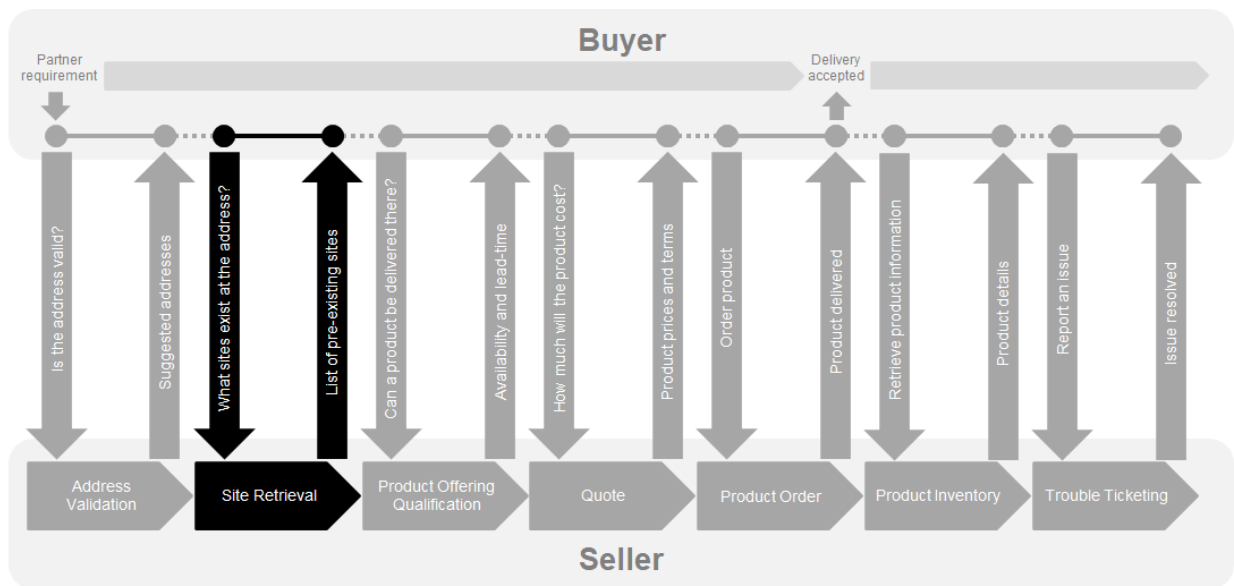 Buyer
Partner
requirement
Delivery
accepted
Is the address valid?
Suggested addresses
What sites exist at the address?
List of pre-existing sites
Can a product be delivered there?
Availability and lead-time
How much will the product cost?
Product prices and terms
Order product
Product delivered
Retrieve product information
Product details
Report an issue
Issue resolved
Address
Validation
Site Retrieval
Product Offering
Qualification
Quote
Product Order
Product Inventory
Trouble Ticketing
Seller